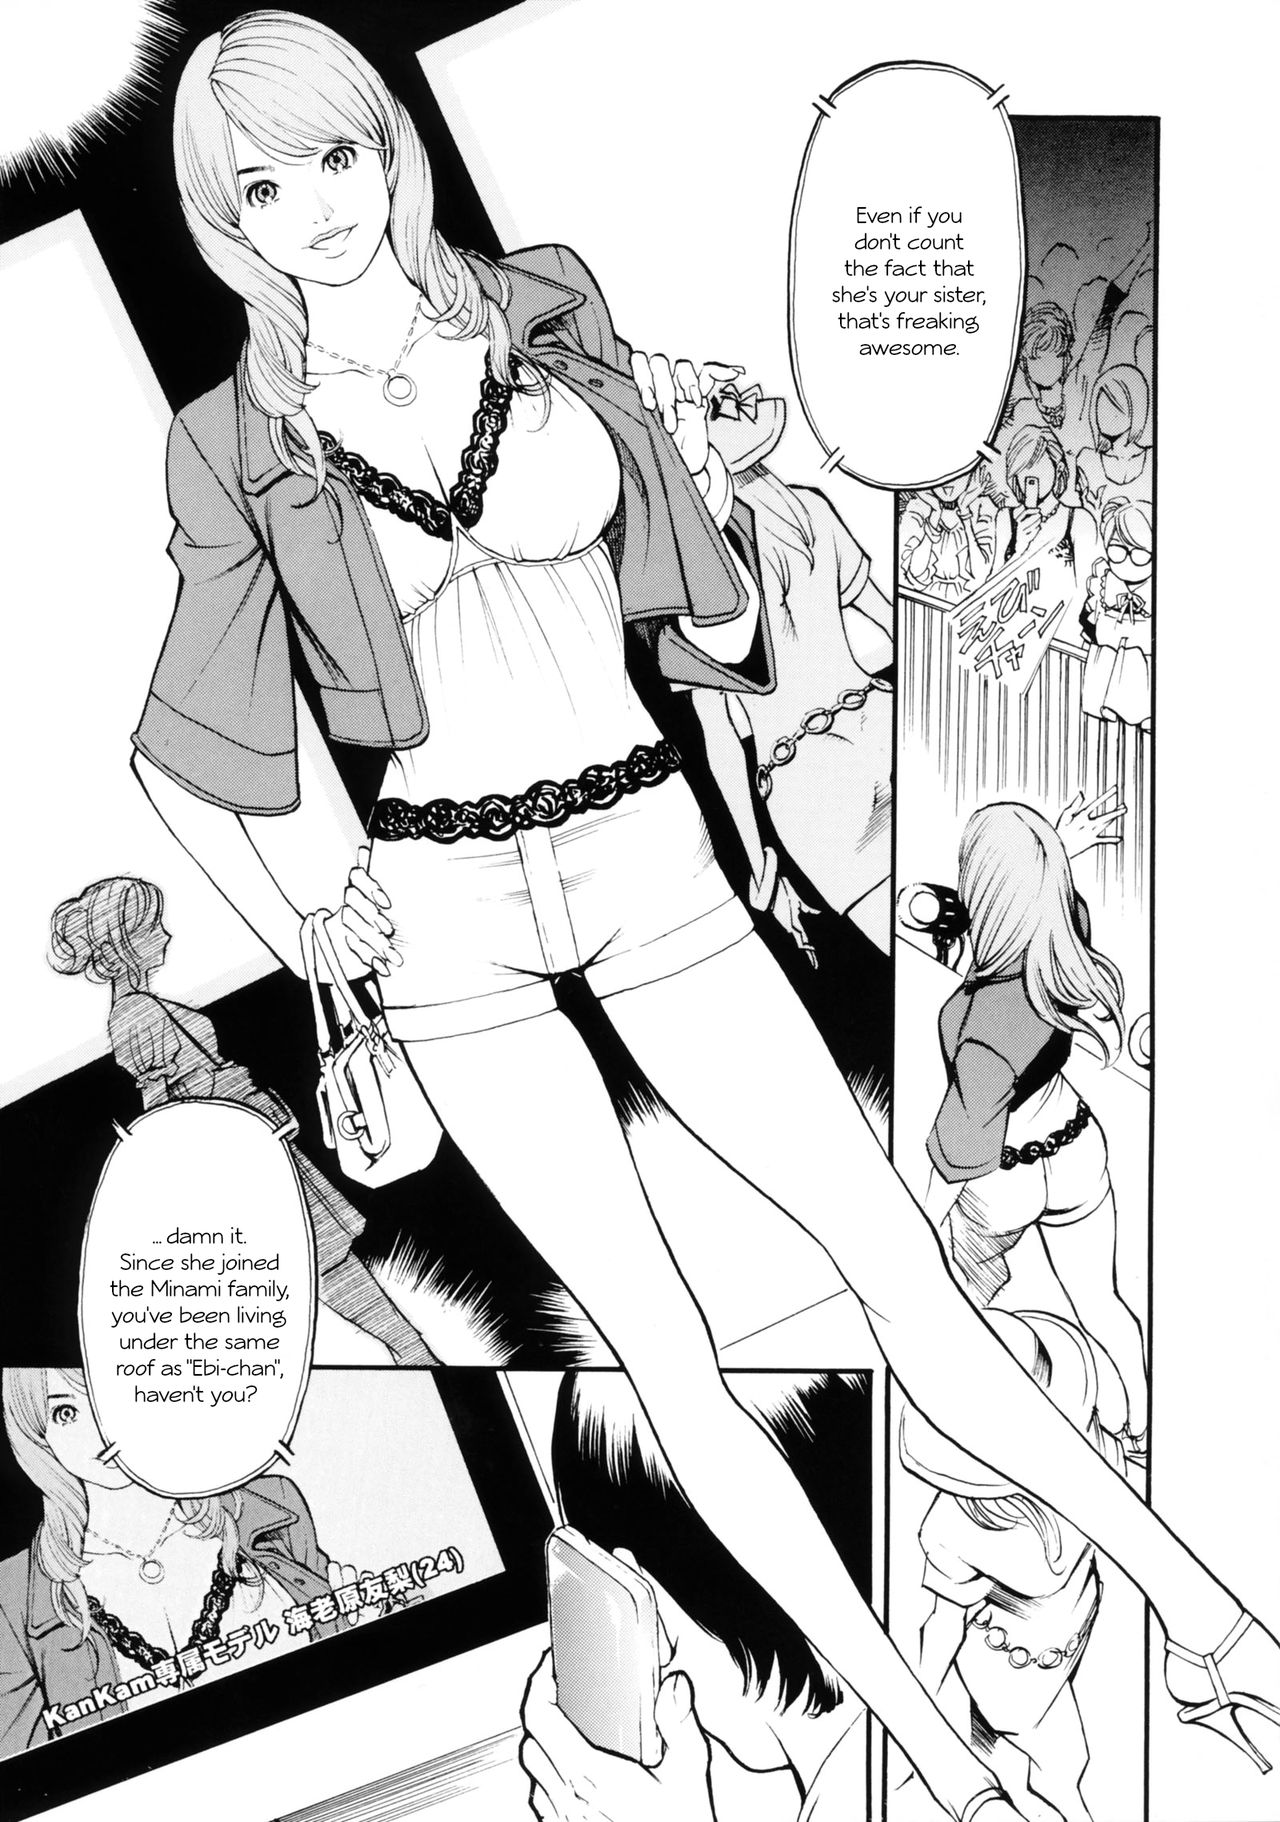 Even if you
don't count
the fact that
she's your sister,
that's freaking
awesome.
... damn it.
Since she joined
the Minami family,
you've been living
under the same
roof as "Ebi-chan",
haven't you?
KanKam専属モデル 海老原友梨(24)